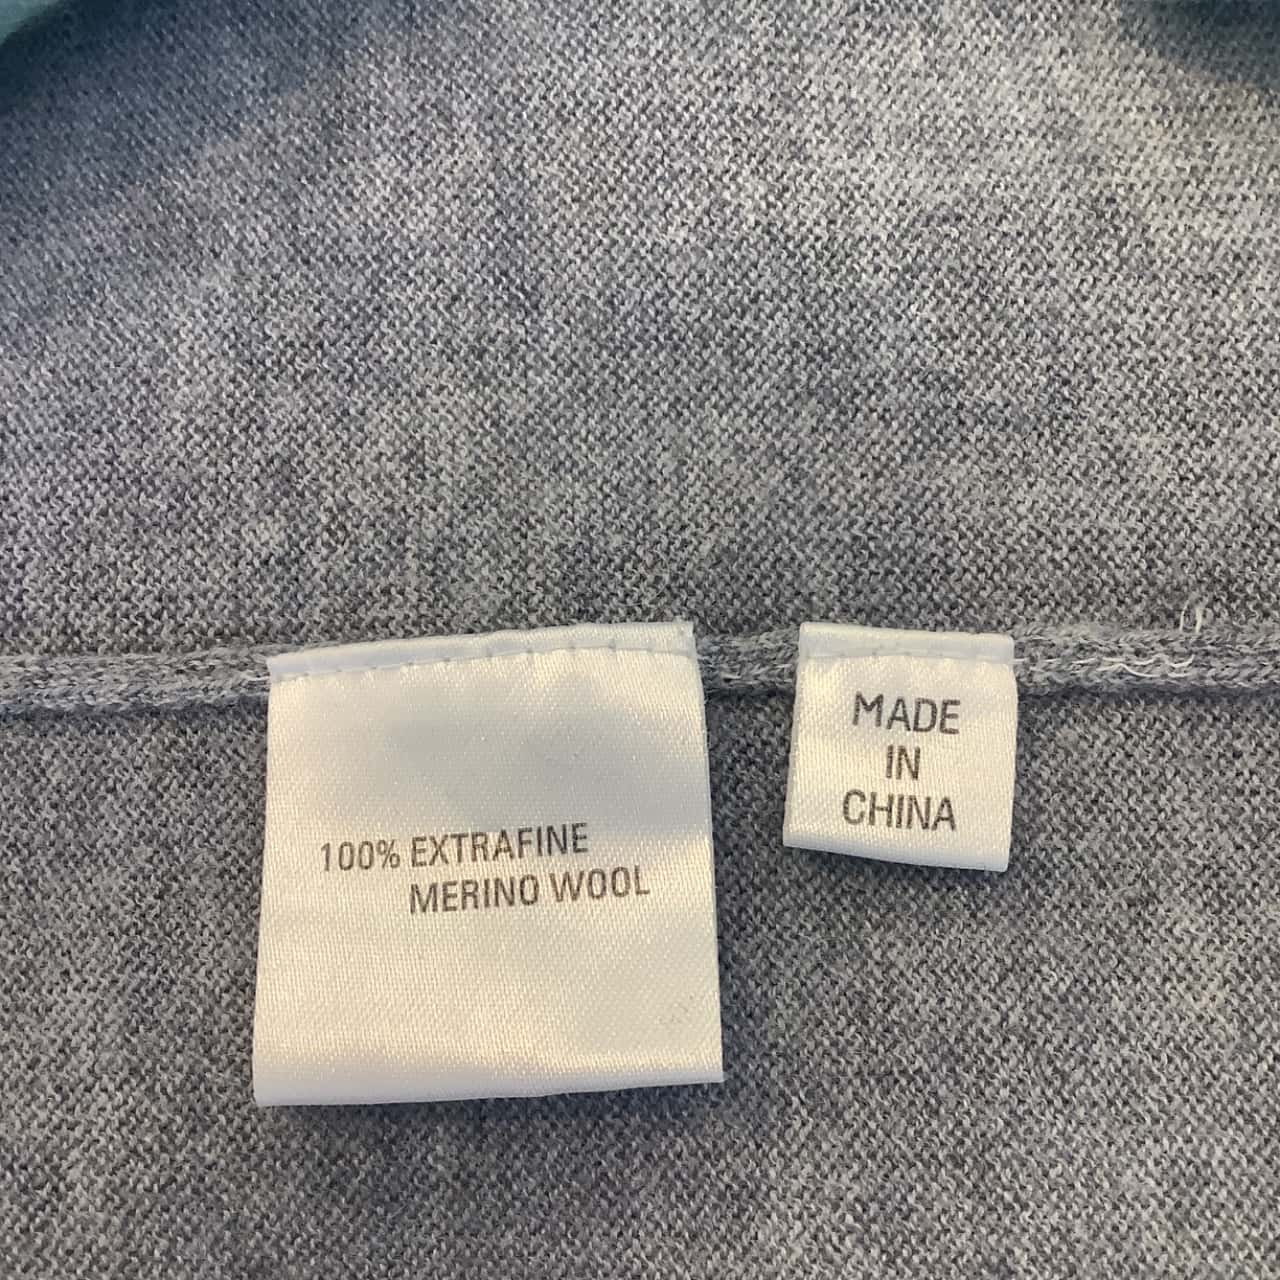 100% EXTRAFINE
MERINO WOOL
MADE
IN
CHINA